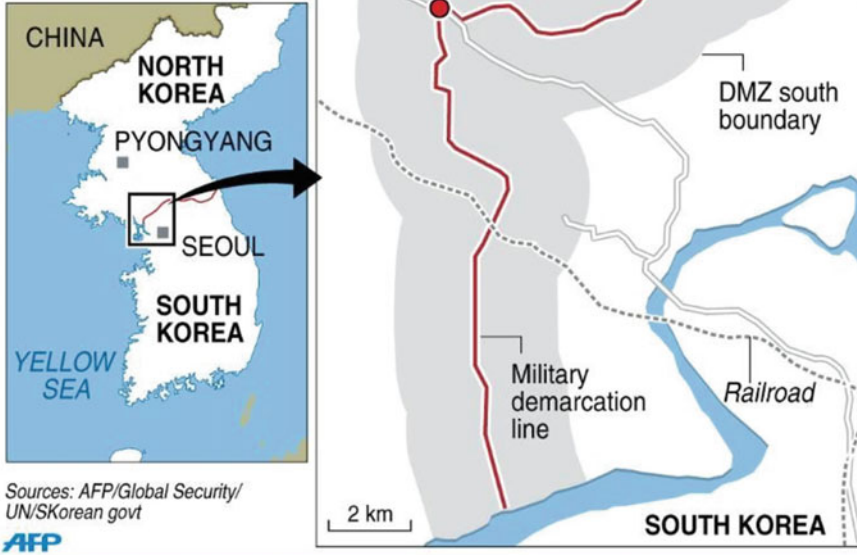 CHINA
NORTH
KOREA
PYONGYANG
SEOUL
SOUTH
KOREA
YELLOW
SEA
DMZ south
boundary
Military
demarcation
line
Railroad
2 km
SOUTH KOREA
Sources: AFP/Global Security/
UN/SKorean govt
AFP